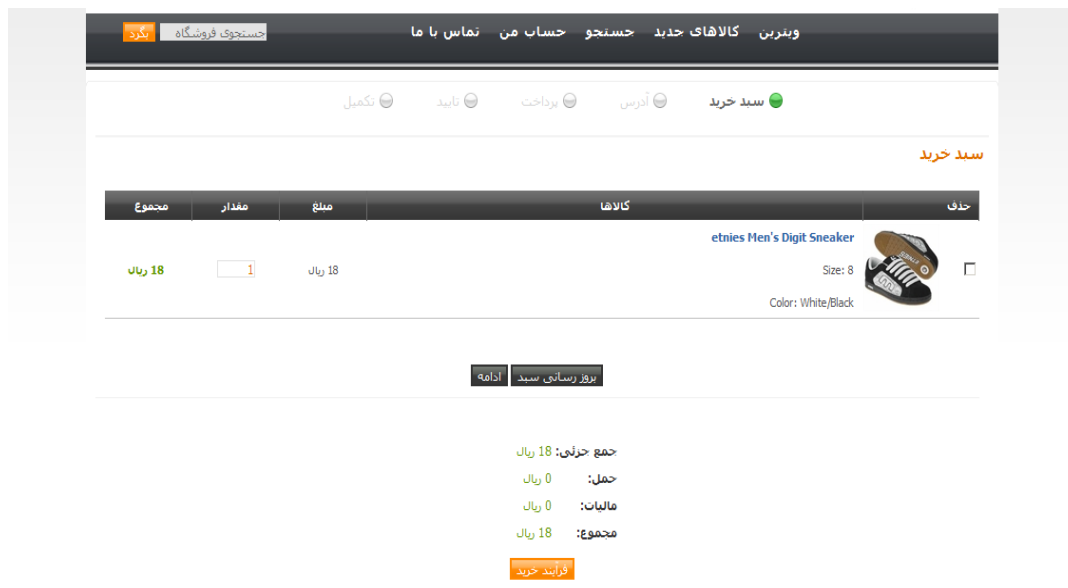 ویترین کالاهای جدید جستجو حساب من تماس با ما جستجوی فروشگاه بگرد
سبد خرید آدرس پرداخت تایید تکمیل
سبد خرید
حذف کالاها مبلغ مقدار مجموع
etnies Men's Digit Sneaker
Size: 8 18 ریال 1 18 ریال
Color: White/Black
بروز رسانی سبد ادامه
جمع جزئی: 18 ریال
حمل: 0 ریال
مالیات: 0 ریال
مجموع: 18 ریال
فرآیند خرید